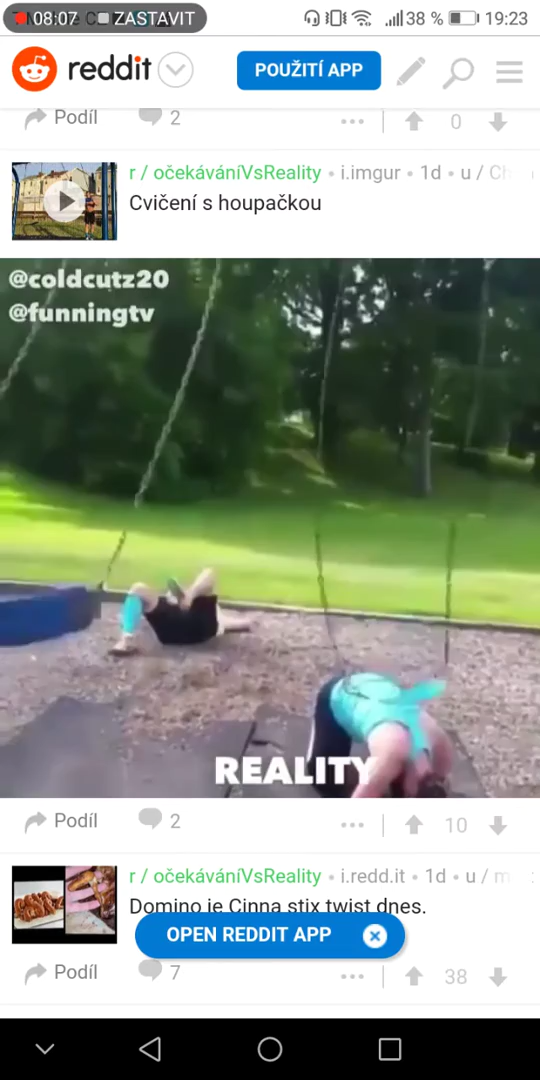 08:07 ZASTAVIT
38 % 19:23
reddit
POUŽITÍ APP
Podíl 2 0
r / očekáváníVsReality • i.imgur • 1d • u /
Cvičení s houpačkou
@coldcutz20
@funningtv
REALITY
Podíl 2 10
r / očekáváníVsReality • i.redd.it • 1d • u / m
Domino je Cinna stix twist dnes.
OPEN REDDIT APP
Podíl 7 38